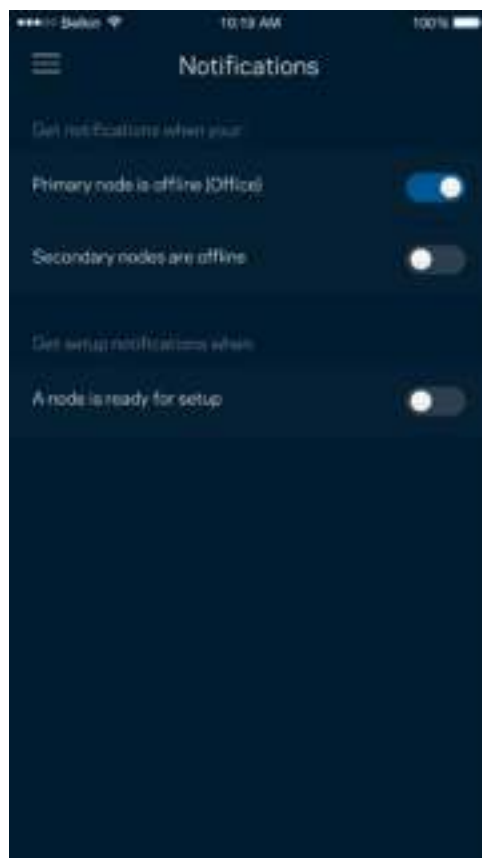 Belkin 10:19 AM 100%
Notifications
Get notifications when your:
Primary node is offline (Office)
Secondary nodes are offline
Get setup notifications when
A node is ready for setup